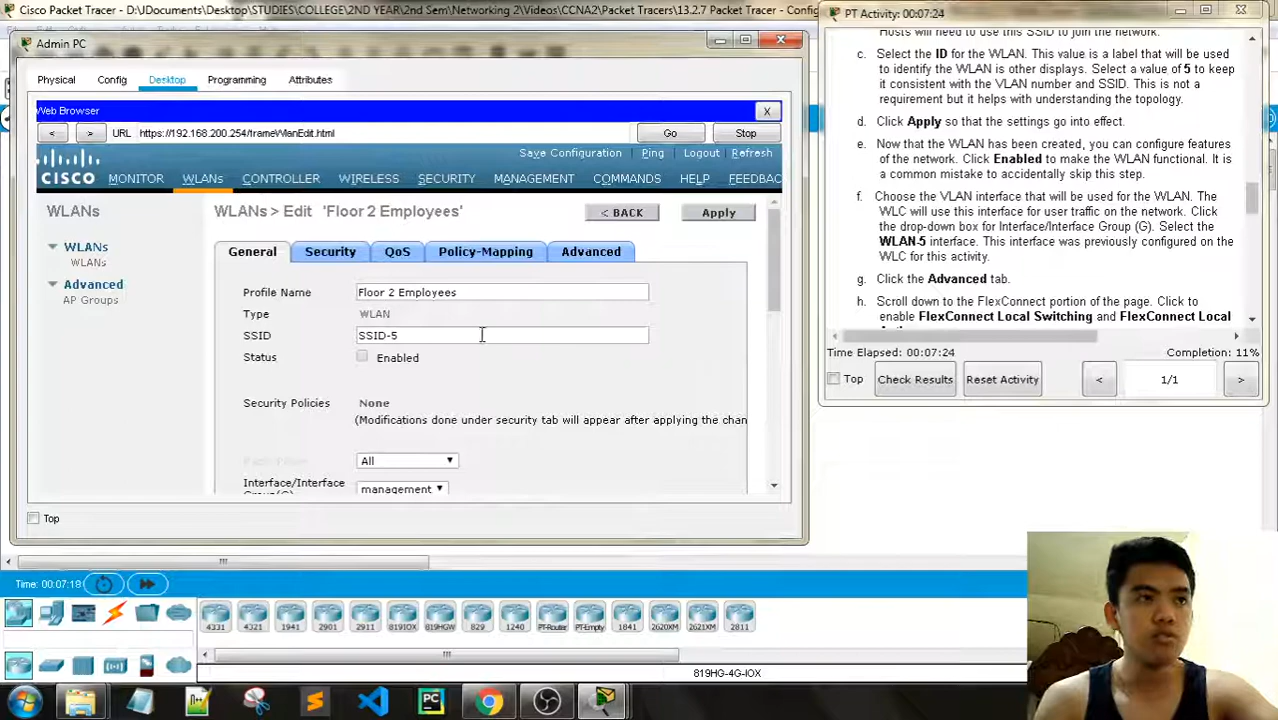 Cisco Packet Tracer - D:\JDocuments\Desktop\STUDIES\COLLEGE\2ND YEAR\2nd Sem\Networking 2\Videos\CCNA2\Packet Tracers\13.2.7 Packet Tracer - Config
PT Activity: 00:07:24
Admin PC
Physical Config Desktop Programming Attributes
Web Browser X
< > URL https://192.168.200.254/frameWlanEdit.html Go Stop
Save Configuration Ping Logout Refresh
CISCO MONITOR WLANs CONTROLLER WIRELESS SECURITY MANAGEMENT COMMANDS HELP FEEDBAC
WLANs
WLANs
WLANs
Advanced
AP Groups
WLANs > Edit 'Floor 2 Employees' < BACK Apply
General Security QoS Policy-Mapping Advanced
Profile Name Floor 2 Employees
Type WLAN
SSID SSID-5
Status Enabled
Security Policies None
(Modifications done under security tab will appear after applying the chan
All
Interface/Interface
Group(G) management
Top
Hosts will need to use this SSID to join the network.
c. Select the ID for the WLAN. This value is a label that will be used
to identify the WLAN is other displays. Select a value of 5 to keep
it consistent with the VLAN number and SSID. This is not a
requirement but it helps with understanding the topology.
d. Click Apply so that the settings go into effect.
e. Now that the WLAN has been created, you can configure features
of the network. Click Enabled to make the WLAN functional. It is
a common mistake to accidentally skip this step.
f. Choose the VLAN interface that will be used for the WLAN. The
WLC will use this interface for user traffic on the network. Click
the drop-down box for Interface/Interface Group (G). Select the
WLAN-5 interface. This interface was previously configured on the
WLC for this activity.
g. Click the Advanced tab.
h. Scroll down to the FlexConnect portion of the page. Click to
enable FlexConnect Local Switching and FlexConnect Local
Time Elapsed: 00:07:24 Completion: 11%
Top Check Results Reset Activity < 1/1 >
Time: 00:07:19
4331 4321 1941 2901 2911 819IOX 819HGW 829 1240 PT-Router PT-Empty 1841 2620XM 2621XM 2811
819HG-4G-IOX
PC